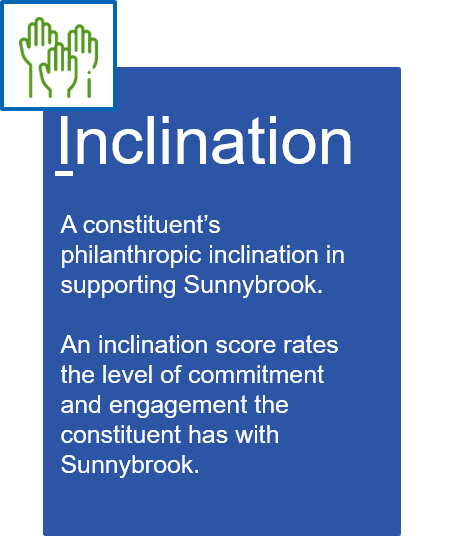 Inclination
A constituent’s
philanthropic inclination in
supporting Sunnybrook.
An inclination score rates
the level of commitment
and engagement the
constituent has with
Sunnybrook.